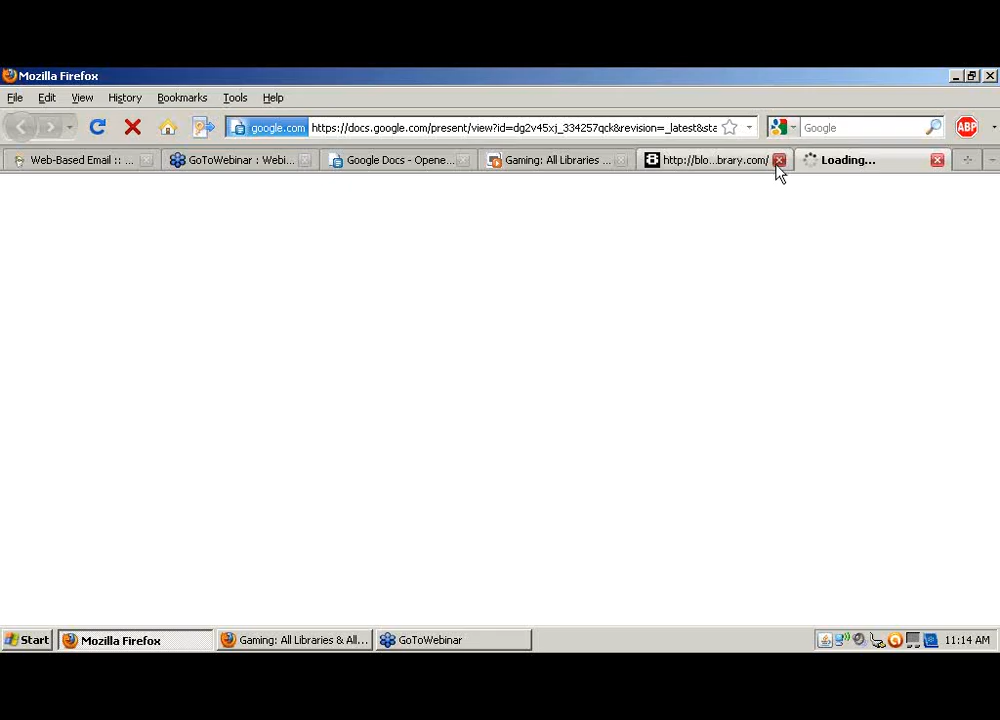 Mozilla Firefox
File Edit View History Bookmarks Tools Help
google.com https://docs.google.com/present/view?id=dg2v45xj_334257qck&revision=_latest&sta Google ABP
Web-Based Email :: ... GoToWebinar : Webi... Google Docs - Opene... Gaming: All Libraries ... http://blo...brary.com/ Loading...
Start Mozilla Firefox Gaming: All Libraries & All... GoToWebinar 11:14 AM